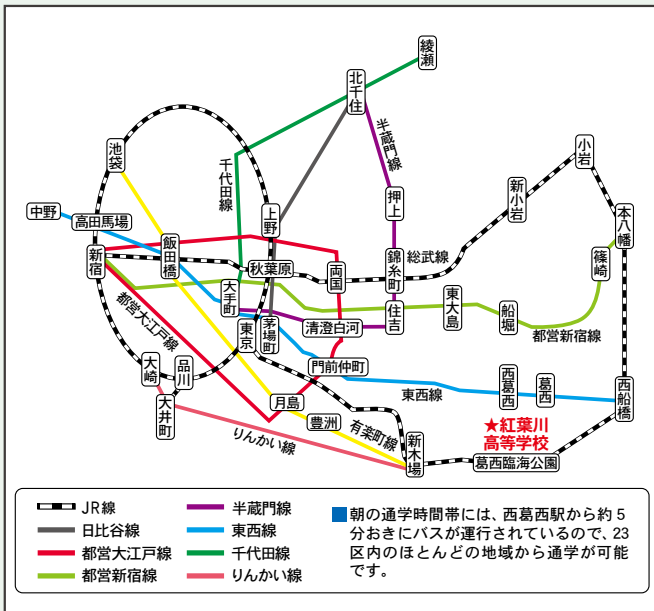 綾瀬
北千住
半蔵門線
小岩
池袋
千代田線
押上
新小岩
本八幡
中野
高田馬場
上野
飯田橋
新宿
秋葉原
両国
錦糸町
総武線
篠崎
大手町
茅場町
清澄白河
住吉
東大島
船堀
都営新宿線
都営大江戸線
東京
品川
大崎
門前仲町
東西線
西葛西
葛西
西船橋
大井町
月島
豊洲
有楽町線
りんかい線
新木場
★紅葉川
高等学校
葛西臨海公園
JR線
日比谷線
都営大江戸線
都営新宿線
半蔵門線
東西線
千代田線
りんかい線
■朝の通学時間帯には、西葛西駅から約5
分おきにバスが運行されているので、23
区内のほとんどの地域から通学が可能
です。